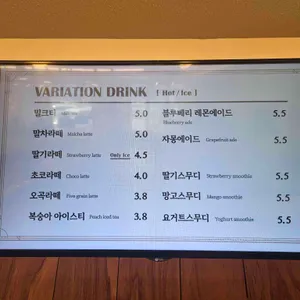 VARIATION DRINK [ Hot / Ice ]
밀크티 5.0
말차라떼 Matcha latte 5.0
딸기라떼 Strawberry latte Only Ice 4.5
초코라떼 Choco latte 4.0
오곡라떼 Five grain latte 3.8
복숭아 아이스티 Peach iced tea 3.8
블루베리 레몬에이드 5.5
Blueberry ade
자몽에이드 Grapefruit ade 5.5
딸기스무디 Strawberry smoothie 5.5
망고스무디 Mango smoothie 5.5
요거트스무디 Yoghurt smoothie 5.5